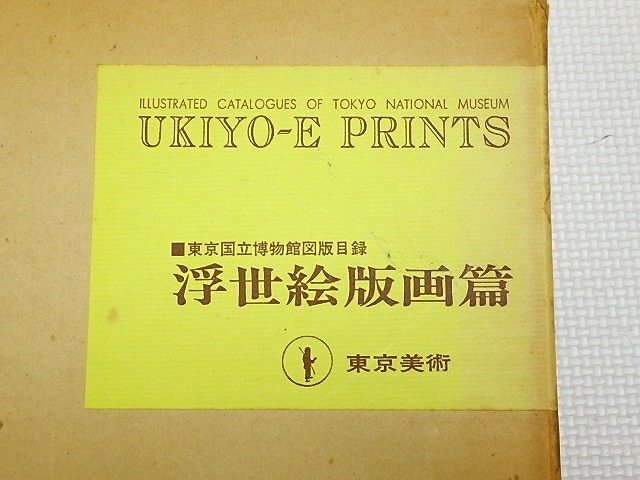 ILLUSTRATED CATALOGUES OF TOKYO NATIONAL MUSEUM
UKIYO-E PRINTS
■東京国立博物館図版目録
浮世絵版画篇
東京美術